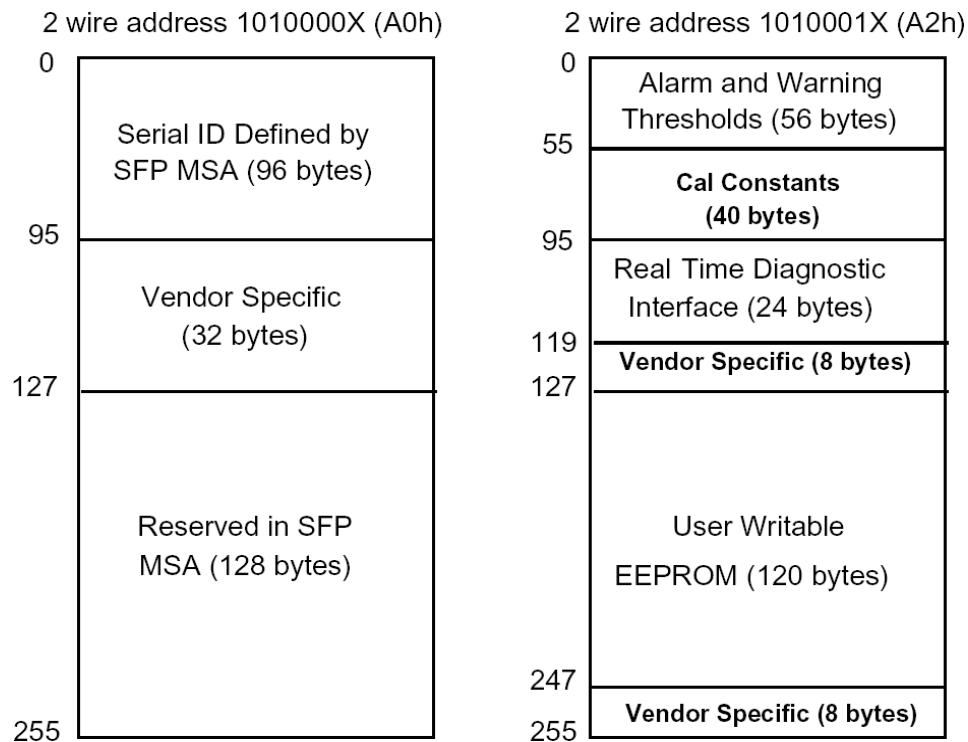 2 wire address 1010000X (A0h)
0
Serial ID Defined by
SFP MSA (96 bytes)
95
Vendor Specific
(32 bytes)
127
Reserved in SFP
MSA (128 bytes)
255
2 wire address 1010001X (A2h)
0
Alarm and Warning
Thresholds (56 bytes)
55
Cal Constants
(40 bytes)
95
Real Time Diagnostic
Interface (24 bytes)
119
Vendor Specific (8 bytes)
127
User Writable
EEPROM (120 bytes)
247
Vendor Specific (8 bytes)
255